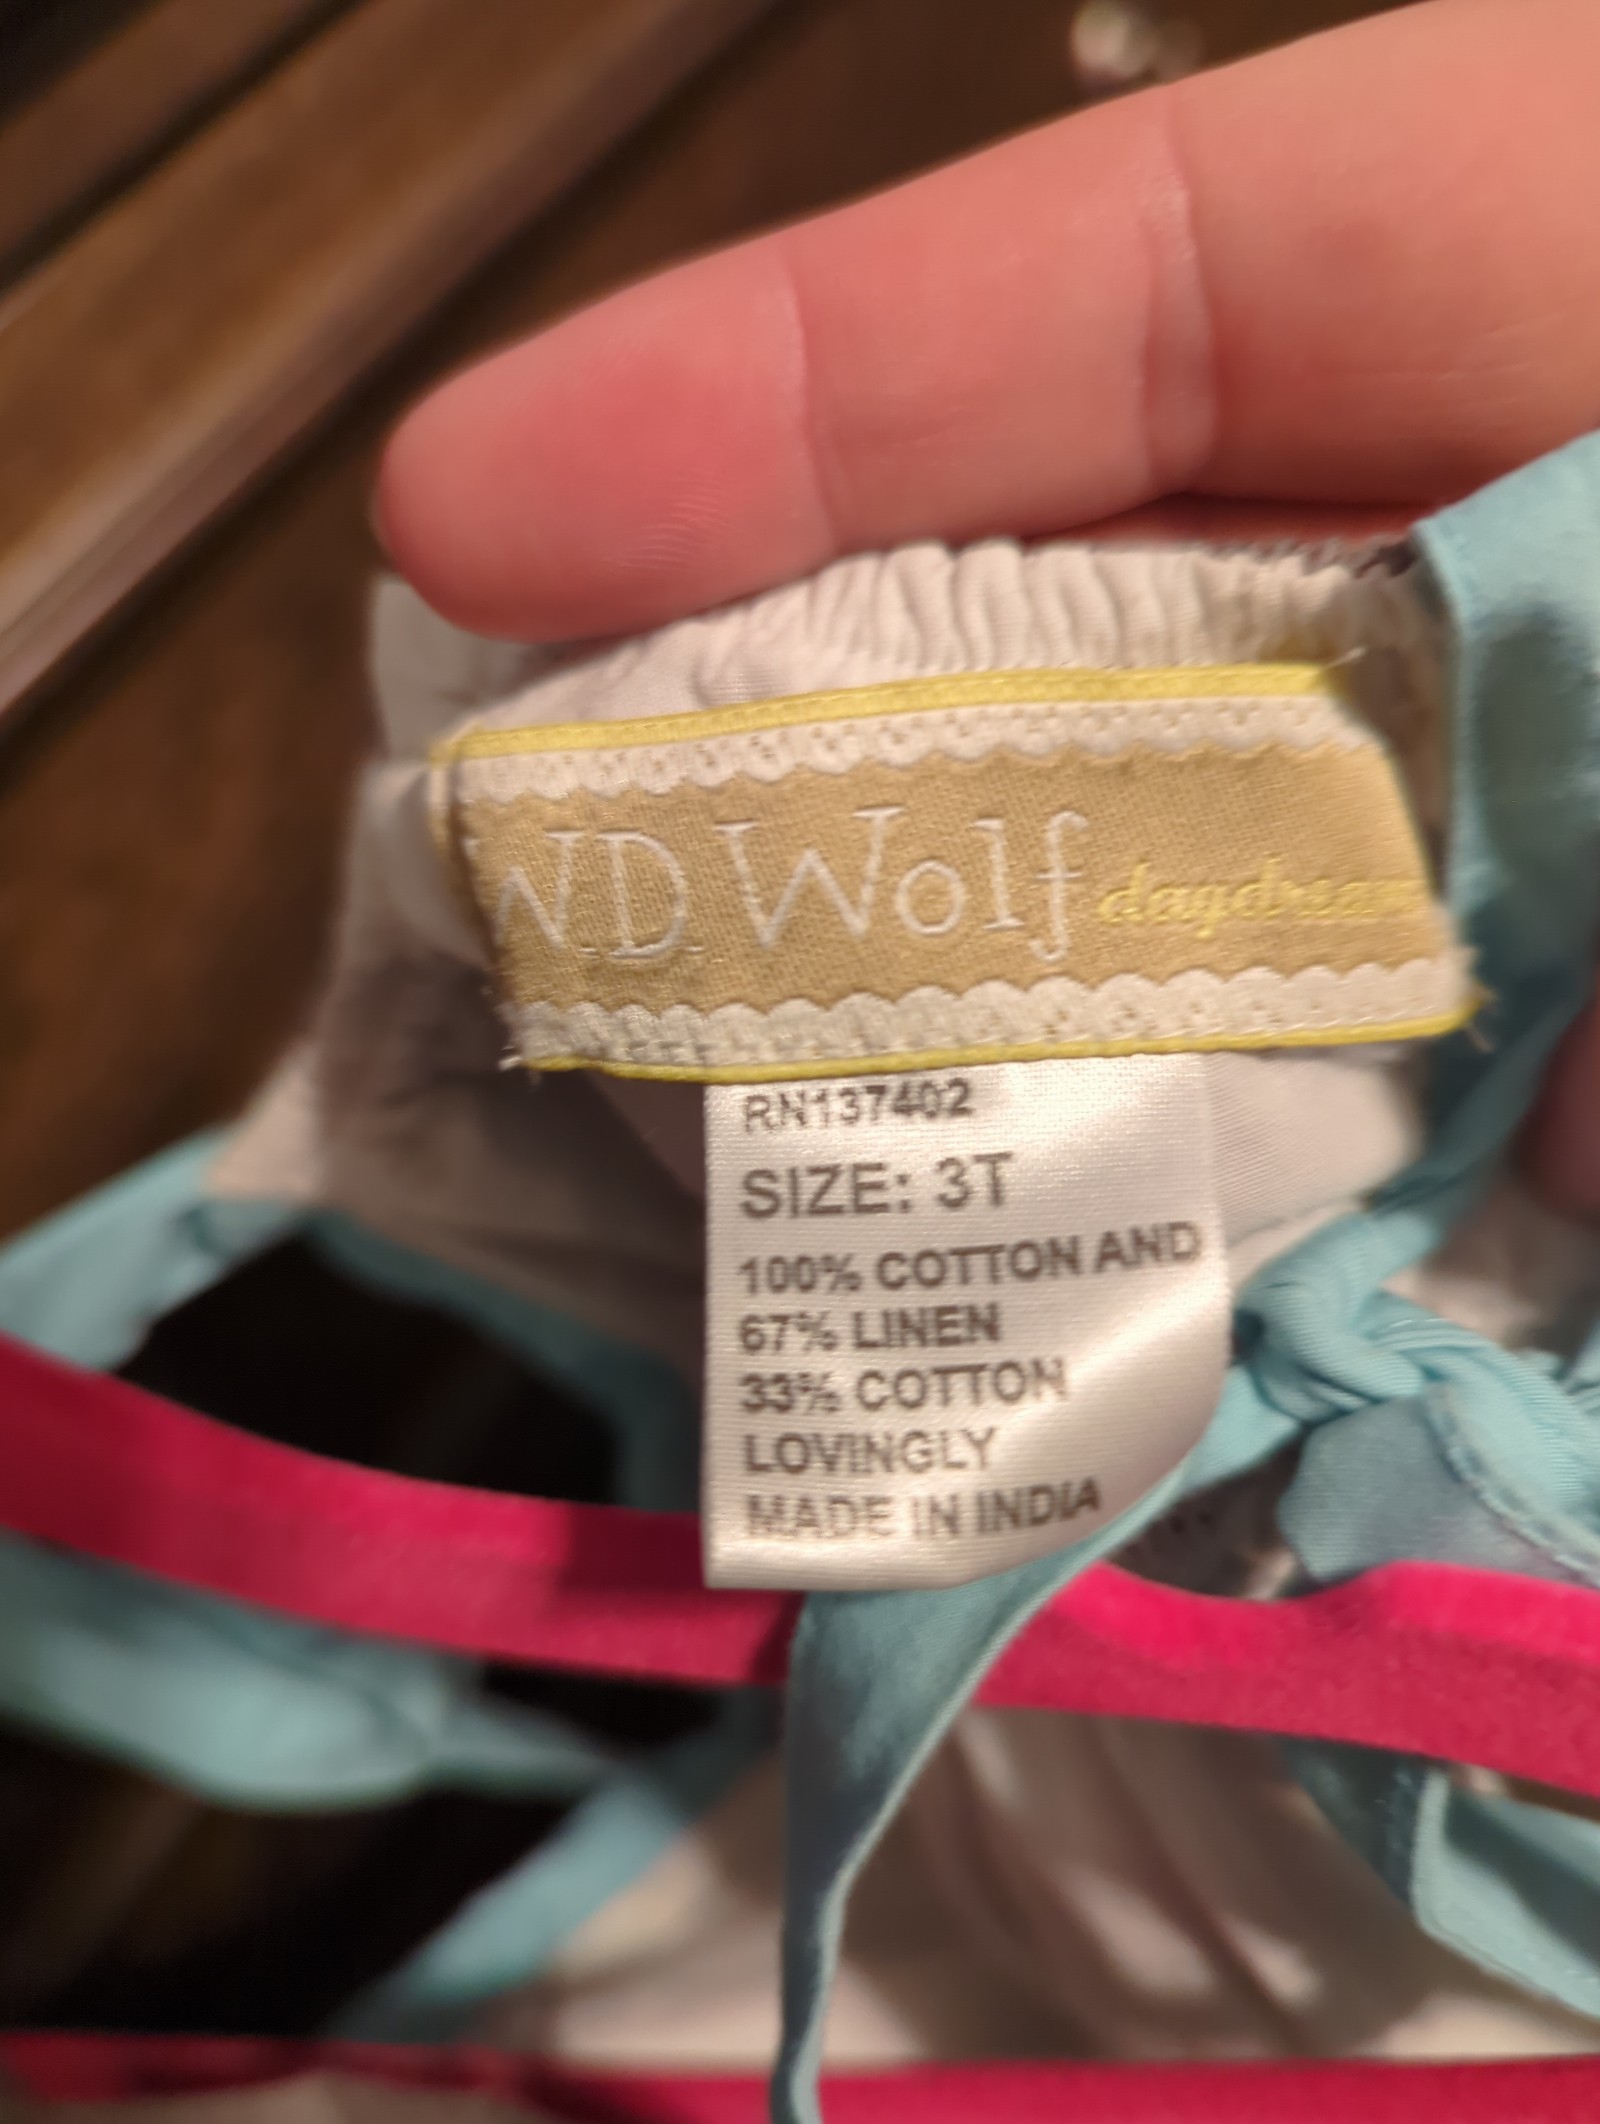 W.D. Wolf
RN137402
SIZE: 3T
100% COTTON AND
67% LINEN
33% COTTON
LOVINGLY
MADE IN INDIA